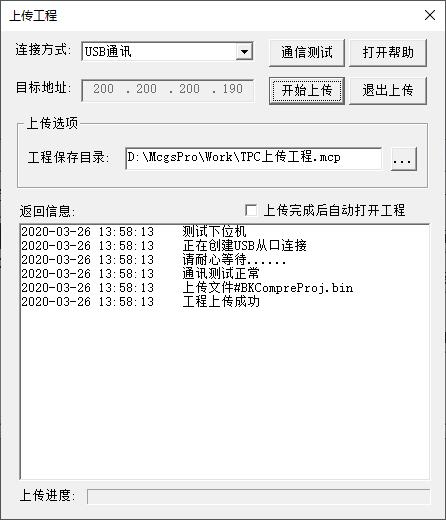 上传工程
连接方式: USB通讯 通信测试 打开帮助
目标地址: 200 .200 .200 .190 开始上传 退出上传
上传选项
工程保存目录: D:\McgsPro\Work\TPC上传工程.mcp ...
返回信息: 上传完成后自动打开工程
2020-03-26 13:58:13 测试下位机
2020-03-26 13:58:13 正在创建USB从口连接
2020-03-26 13:58:13 请耐心等待......
2020-03-26 13:58:13 通讯测试正常
2020-03-26 13:58:13 上传文件#BKCompreProj.bin
2020-03-26 13:58:13 工程上传成功
上传进度: